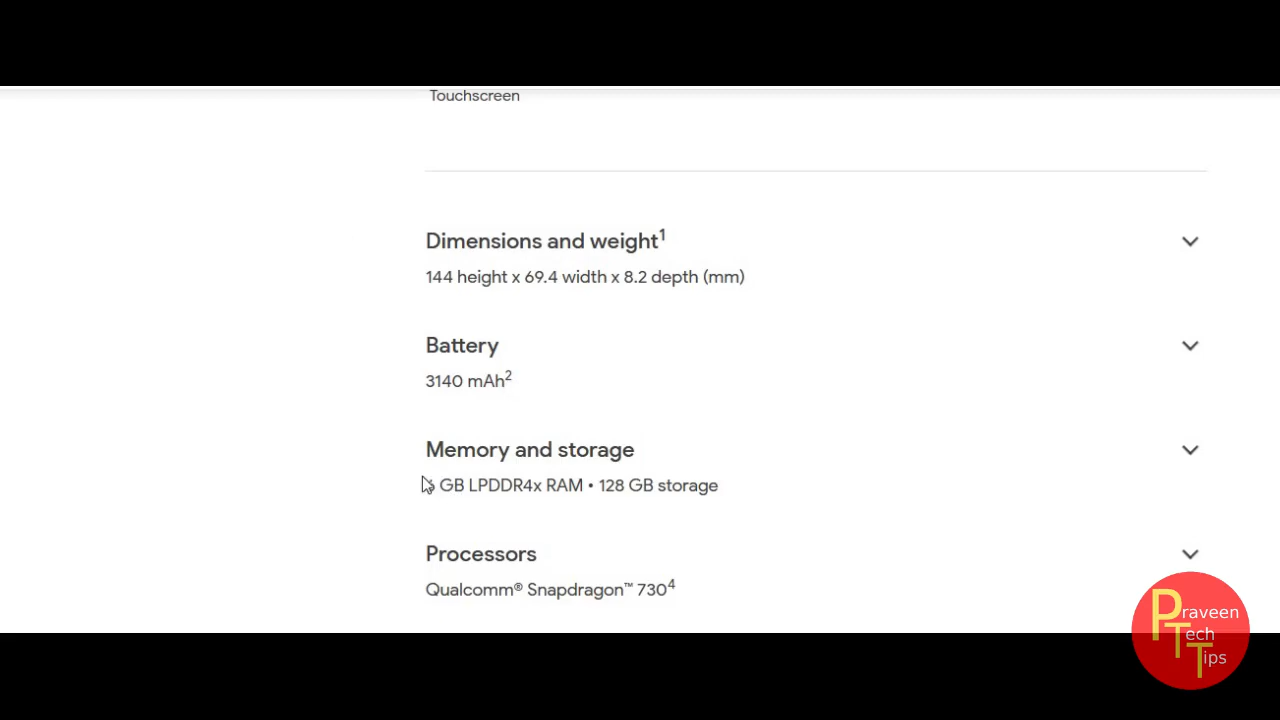 Touchscreen
Dimensions and weight¹
144 height x 69.4 width x 8.2 depth (mm)
Battery
3140 mAh²
Memory and storage
GB LPDDR4x RAM • 128 GB storage
Processors
Qualcomm® Snapdragon™ 730⁴
Praveen
Tech
Tips